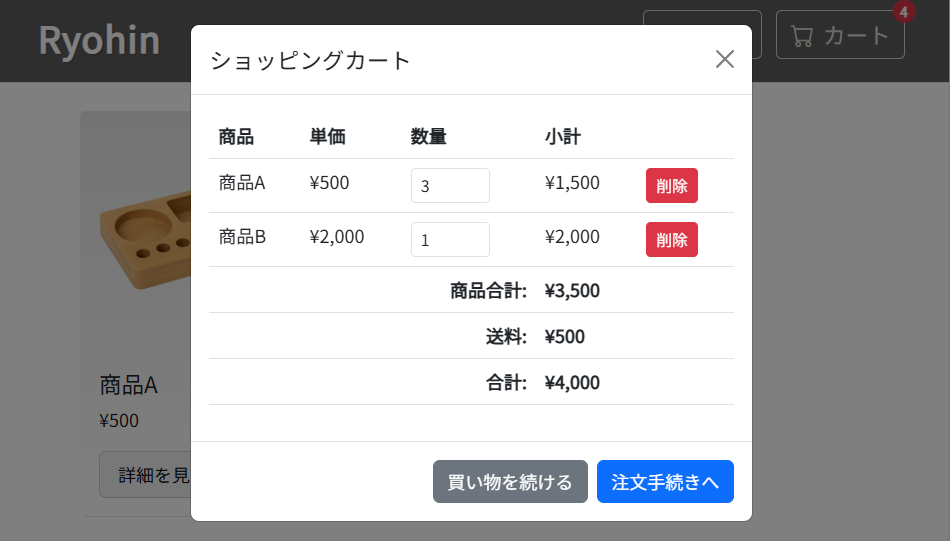 Ryohin
カート
4
ショッピングカート
商品 単価 数量 小計
商品A ¥500 3 ¥1,500 削除
商品B ¥2,000 1 ¥2,000 削除
商品合計: ¥3,500
送料: ¥500
合計: ¥4,000
買い物を続ける 注文手続きへ
商品A
¥500
詳細を見